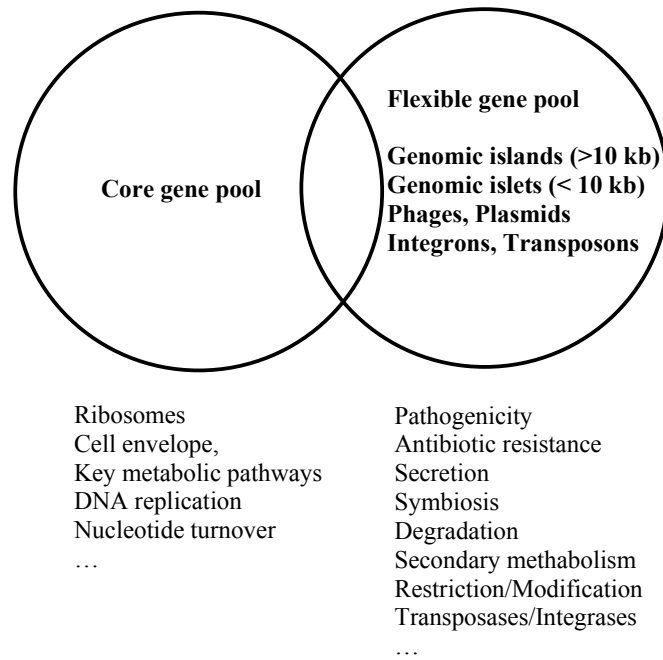 Core gene pool
Flexible gene pool
Genomic islands (>10 kb)
Genomic islets (< 10 kb)
Phages, Plasmids
Integrons, Transposons
Ribosomes
Cell envelope,
Key metabolic pathways
DNA replication
Nucleotide turnover
…
Pathogenicity
Antibiotic resistance
Secretion
Symbiosis
Degradation
Secondary methabolism
Restriction/Modification
Transposases/Integrases
…